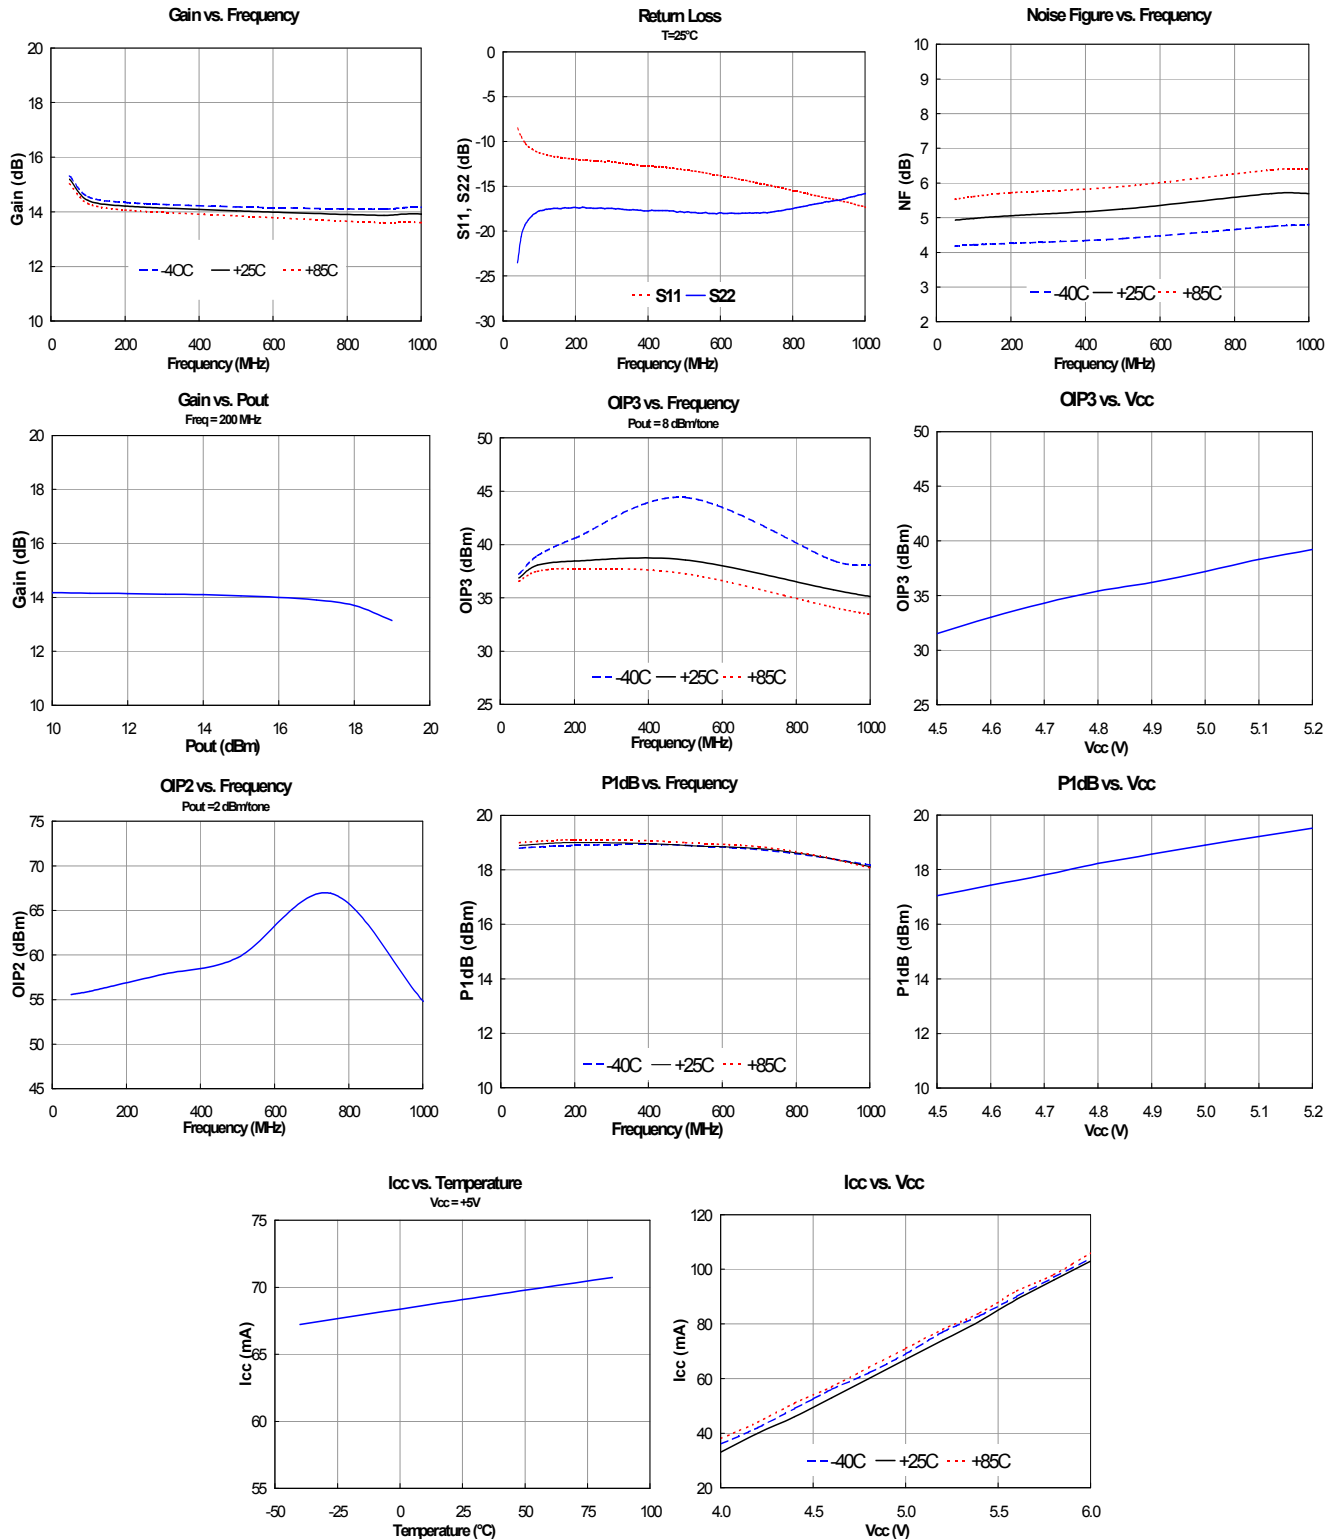 Gain vs. Frequency
20
18
16
14
12
10
Gain (dB)
-4OC +25C +85C
0 200 400 600 800 1000
Frequency (MHz)
Return Loss
T=25°C
0
-5
-10
-15
-20
-25
-30
S11, S22 (dB)
S11 S22
0 200 400 600 800 1000
Frequency (MHz)
Noise Figure vs. Frequency
10
9
8
7
6
5
4
3
2
NF (dB)
-40C +25C +85C
0 200 400 600 800 1000
Frequency (MHz)
Gain vs. Pout
Freq = 200 MHz
20
18
16
14
12
10
Gain (dB)
10 12 14 16 18 20
Pout (dBm)
OIP3 vs. Frequency
Pout = 8 dBm/tone
50
45
40
35
30
25
OIP3 (dBm)
-40C +25C +85C
0 200 400 600 800 1000
Frequency (MHz)
OIP3 vs. Vcc
50
45
40
35
30
25
OIP3 (dBm)
4.5 4.6 4.7 4.8 4.9 5.0 5.1 5.2
Vcc (V)
OIP2 vs. Frequency
Pout =2 dBm/tone
75
70
65
60
55
50
45
OIP2 (dBm)
0 200 400 600 800 1000
Frequency (MHz)
P1dB vs. Frequency
20
18
16
14
12
10
P1dB (dBm)
-40C +25C +85C
0 200 400 600 800 1000
Frequency (MHz)
P1dB vs. Vcc
20
18
16
14
12
10
P1dB (dBm)
4.5 4.6 4.7 4.8 4.9 5.0 5.1 5.2
Vcc (V)
Icc vs. Temperature
Vcc = +5V
75
70
65
60
55
Icc (mA)
-50 -25 0 25 50 75 100
Temperature (°C)
Icc vs. Vcc
120
100
80
60
40
20
Icc (mA)
-40C +25C +85C
4.0 4.5 5.0 5.5 6.0
Vcc (V)